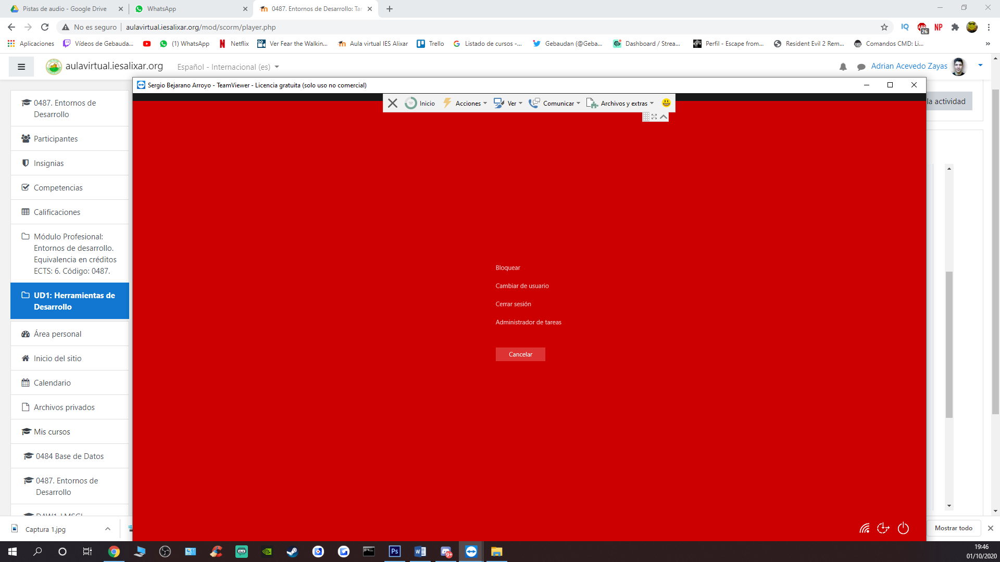 Pistas de audio - Google Drive
WhatsApp
0487. Entornos de Desarrollo: Tar
No es seguro
aulavirtual.iesalixar.org/mod/scorm/player.php
IQ
ABP
26
NP
Aplicaciones
Vídeos de Gebauda...
(1) WhatsApp
Netflix
Ver Fear the Walkin...
Aula virtual IES Alixar
Trello
Listado de cursos -...
Gebaudan (@Geba...
Dashboard / Strea...
Perfil - Escape from...
Resident Evil 2 Rem...
Comandos CMD: Li...
»
aulavirtual.iesalixar.org
Español - Internacional (es)
Adrian Acevedo Zayas
Sergio Bejarano Arroyo - TeamViewer - Licencia gratuita (solo uso no comercial)
Inicio
Acciones
Ver
Comunicar
Archivos y extras
la actividad
0487. Entornos de
Desarrollo
Participantes
Insignias
Competencias
Calificaciones
Módulo Profesional:
Entornos de desarrollo.
Equivalencia en créditos
ECTS: 6. Código: 0487.
UD1: Herramientas de
Desarrollo
Área personal
Inicio del sitio
Calendario
Archivos privados
Mis cursos
0484 Base de Datos
0487. Entornos de
Desarrollo
Bloquear
Cambiar de usuario
Cerrar sesión
Administrador de tareas
Cancelar
Captura 1.jpg
Mostrar todo
Ps
9+
19:46
01/10/2020